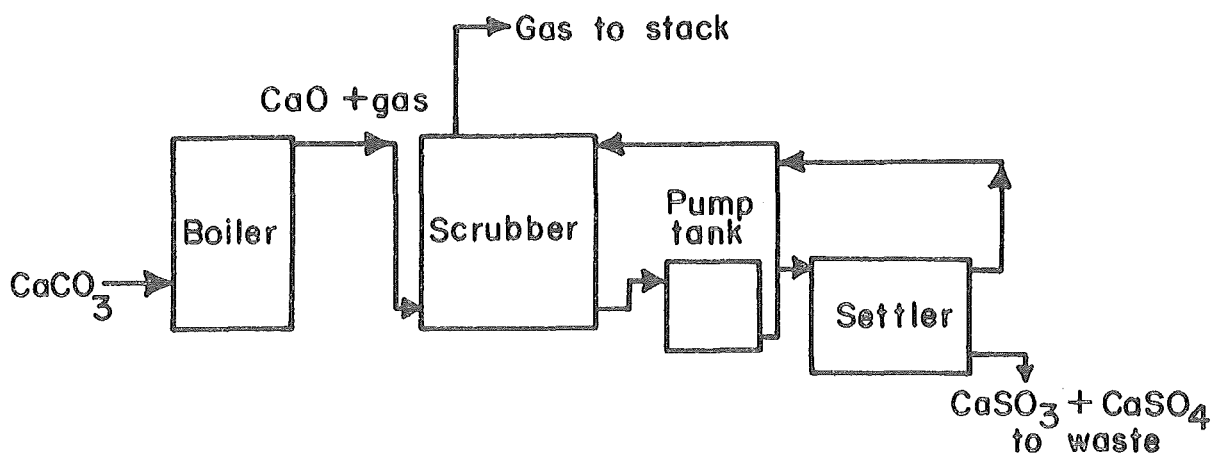 Gas to stack
CaO + gas
Boiler
Scrubber
Pump
tank
CaCO₃
Settler
CaSO₃ + CaSO₄
to waste